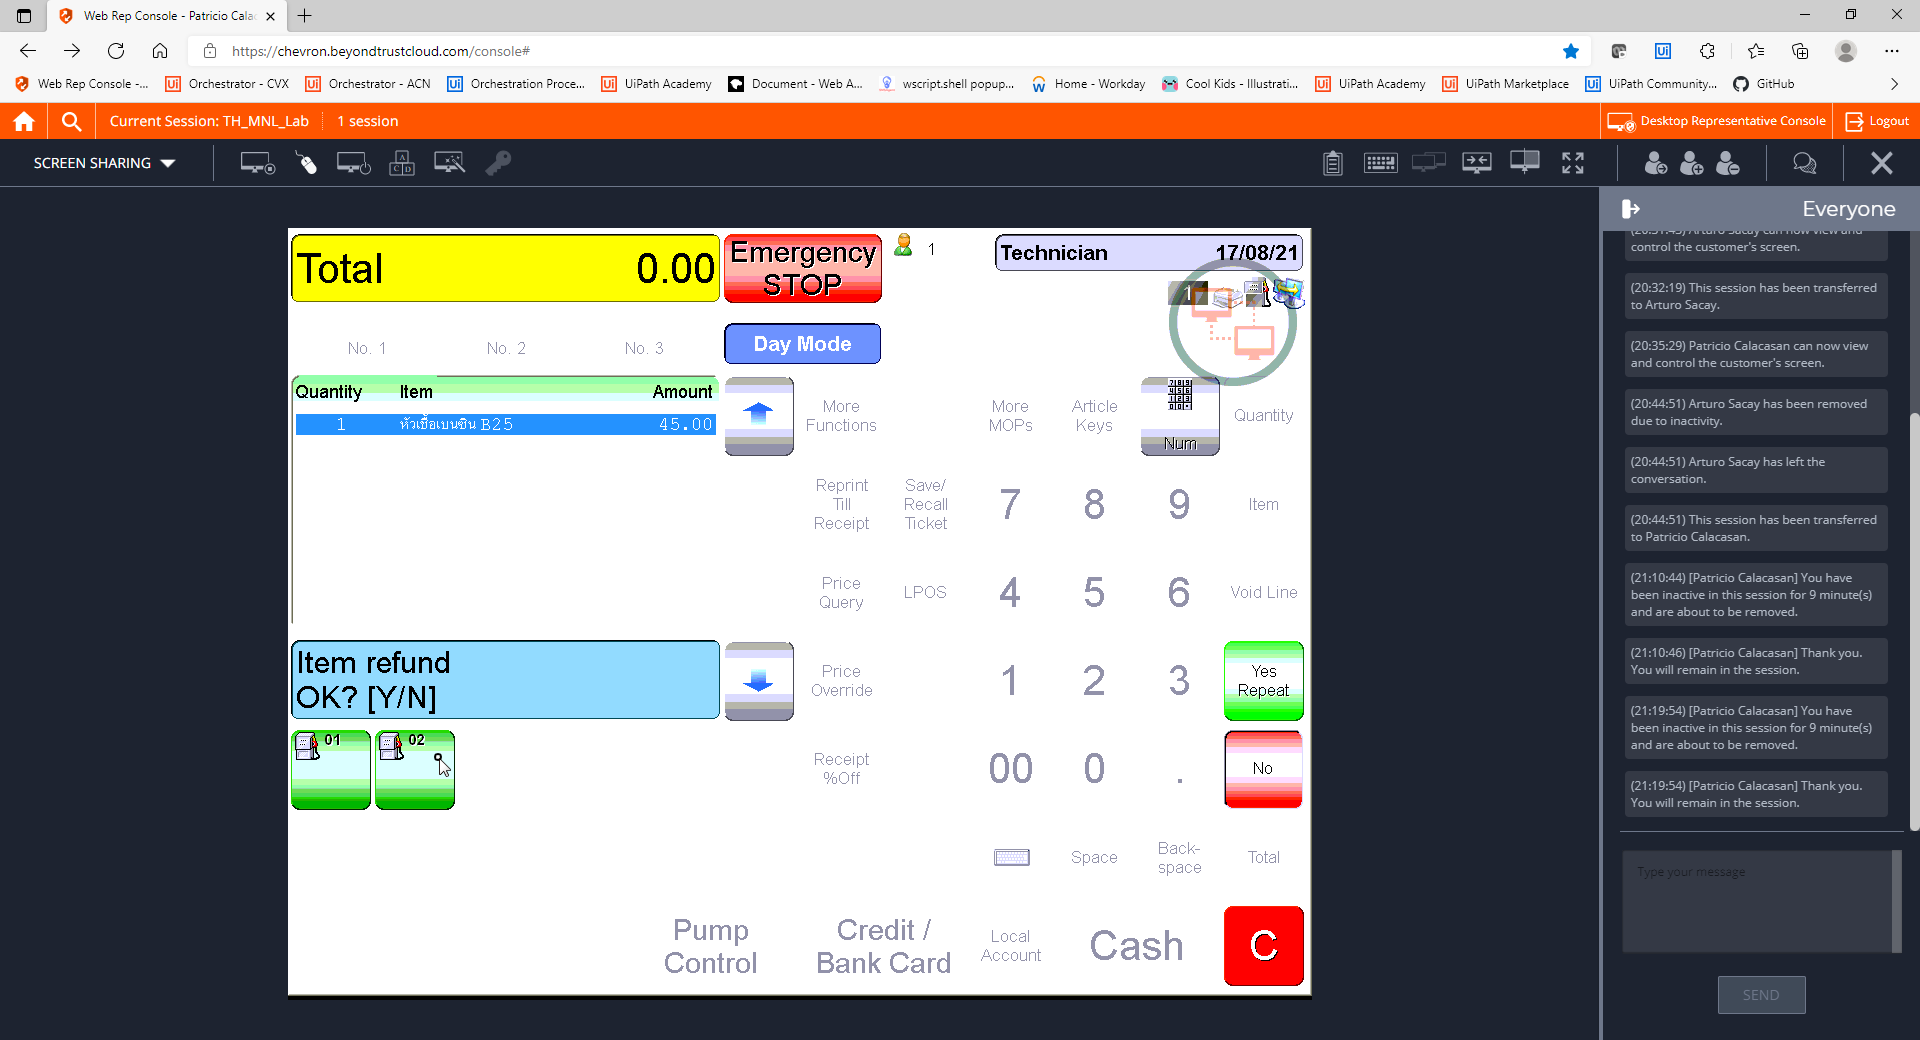 Web Rep Console - Patricio Cala
https://chevron.beyondtrustcloud.com/console#
Web Rep Console -...
Orchestrator - CVX
Orchestrator - ACN
Orchestration Proce...
UiPath Academy
Document - Web A...
wscript.shell popup...
Home - Workday
Cool Kids - Illustrati...
UiPath Academy
UiPath Marketplace
UiPath Community...
GitHub
Current Session: TH_MNL_Lab
1 session
Desktop Representative Console
Logout
SCREEN SHARING
Everyone
Total 0.00
Emergency
STOP
1
Technician 17/08/21
1
No. 1
No. 2
No. 3
Day Mode
Quantity Item Amount
1 หัวเชื้อเบนซิน B25 45.00
More
Functions
More
MOPs
Article
Keys
Num
Quantity
Reprint
Till
Receipt
Save/
Recall
Ticket
7
8
9
Item
Price
Query
LPOS
4
5
6
Void Line
Item refund
OK? [Y/N]
Price
Override
1
2
3
Yes
Repeat
01
02
Receipt
%Off
00
0
.
No
Space
Back-
space
Total
Pump
Control
Credit /
Bank Card
Local
Account
Cash
C
(20:31:45) Arturo Sacay can now view and
control the customer's screen.
(20:32:19) This session has been transferred
to Arturo Sacay.
(20:35:29) Patricio Calacasan can now view
and control the customer's screen.
(20:44:51) Arturo Sacay has been removed
due to inactivity.
(20:44:51) Arturo Sacay has left the
conversation.
(20:44:51) This session has been transferred
to Patricio Calacasan.
(21:10:44) [Patricio Calacasan] You have
been inactive in this session for 9 minute(s)
and are about to be removed.
(21:10:46) [Patricio Calacasan] Thank you.
You will remain in the session.
(21:19:54) [Patricio Calacasan] You have
been inactive in this session for 9 minute(s)
and are about to be removed.
(21:19:54) [Patricio Calacasan] Thank you.
You will remain in the session.
Type your message
SEND